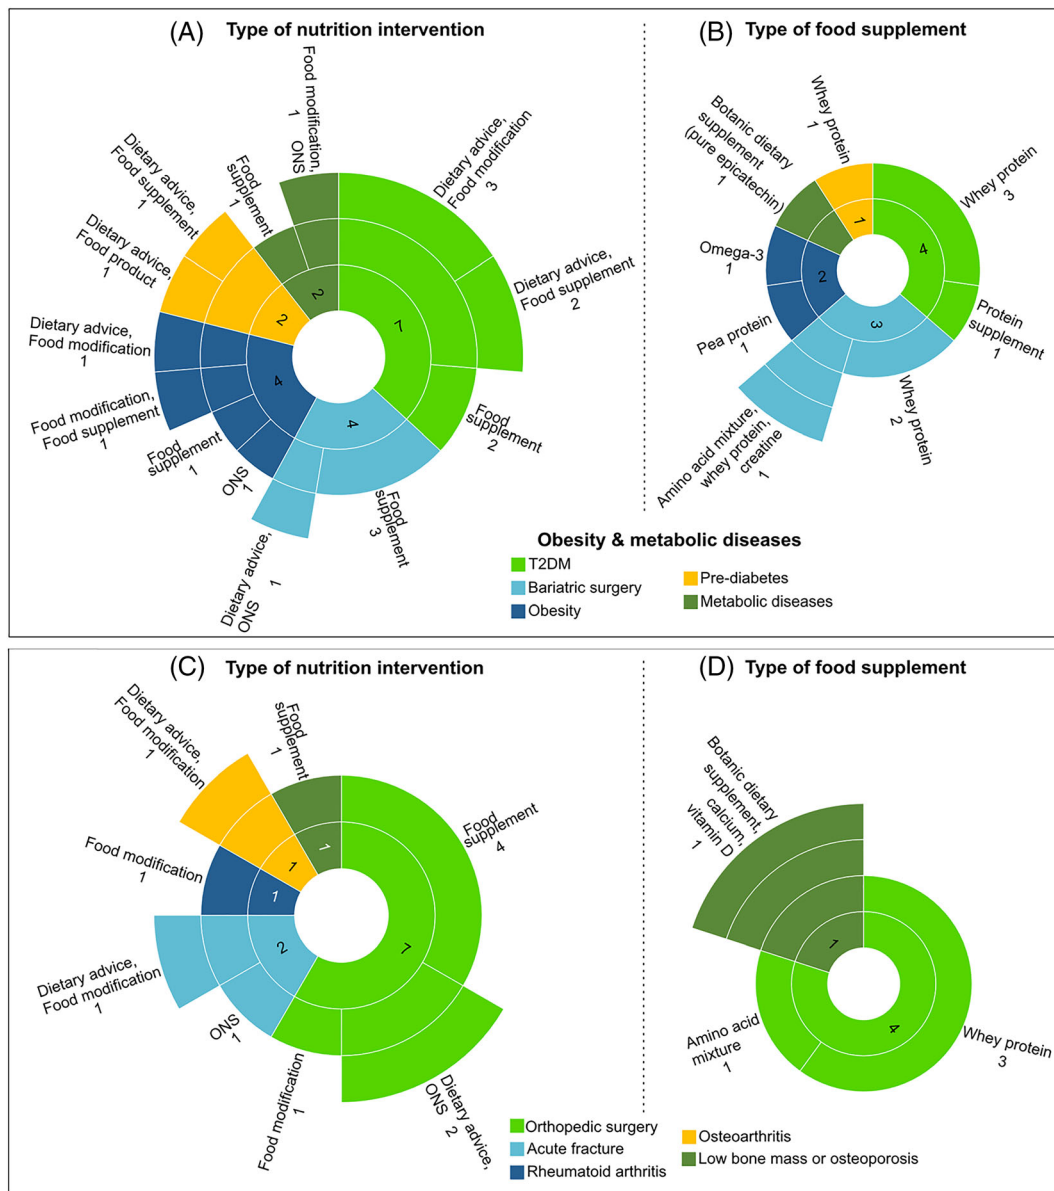 (A)
Type of nutrition intervention
Food modification,
ONS
1
Dietary advice,
Food modification
3
Dietary advice,
Food supplement
2
Food
supplement
2
Food
supplement
3
Dietary advice,
ONS
1
ONS
1
Food
supplement
1
Food modification,
Food supplement
1
Dietary advice,
Food modification
1
Dietary advice,
Food product
1
Dietary advice,
Food supplement
1
Food
supplement
1
7
4
4
2
2
(B)
Type of food supplement
Whey protein
1
Whey protein
3
Protein
supplement
1
Whey protein
2
Amino acid mixture,
whey protein,
creatine
1
Pea protein
1
Omega-3
1
Botanic dietary
supplement
(pure epicatechin)
1
4
3
2
1
Obesity & metabolic diseases
T2DM
Bariatric surgery
Obesity
Pre-diabetes
Metabolic diseases
(C)
Type of nutrition intervention
Food
supplement
1
Food
supplement
4
Dietary advice,
ONS
2
Food modification
1
ONS
1
Dietary advice,
Food modification
1
Food modification
1
Dietary advice,
Food modification
1
7
2
1
1
1
(D)
Type of food supplement
Botanic dietary
supplement,
calcium,
vitamin D
1
Whey protein
3
Amino acid
mixture
1
1
4
Orthopedic surgery
Acute fracture
Rheumatoid arthritis
Osteoarthritis
Low bone mass or osteoporosis